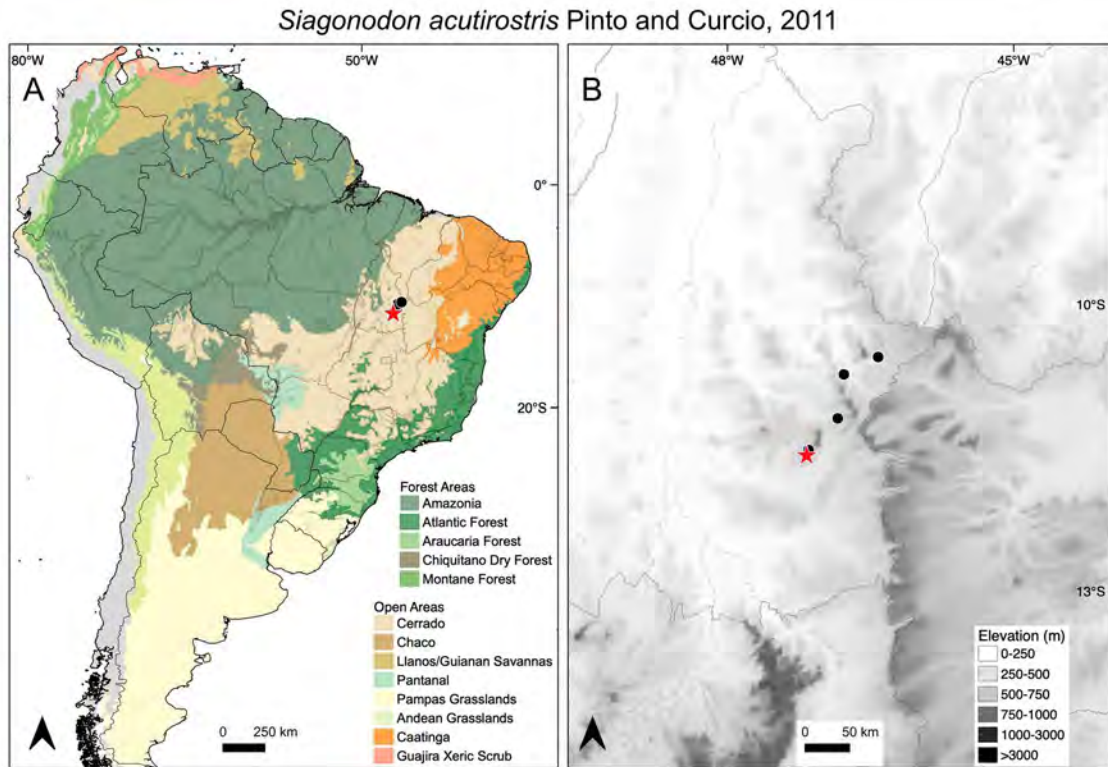 Siagonodon acutirostris Pinto and Curcio, 2011
80°W
50°W
A
0°
20°S
Forest Areas
Amazonia
Atlantic Forest
Araucaria Forest
Chiquitano Dry Forest
Montane Forest
Open Areas
Cerrado
Chaco
Llanos/Guianan Savannas
Pantanal
Pampas Grasslands
Andean Grasslands
Caatinga
Guajira Xeric Scrub
0 250 km
48°W
45°W
B
10°S
13°S
Elevation (m)
0-250
250-500
500-750
750-1000
1000-3000
>3000
0 50 km